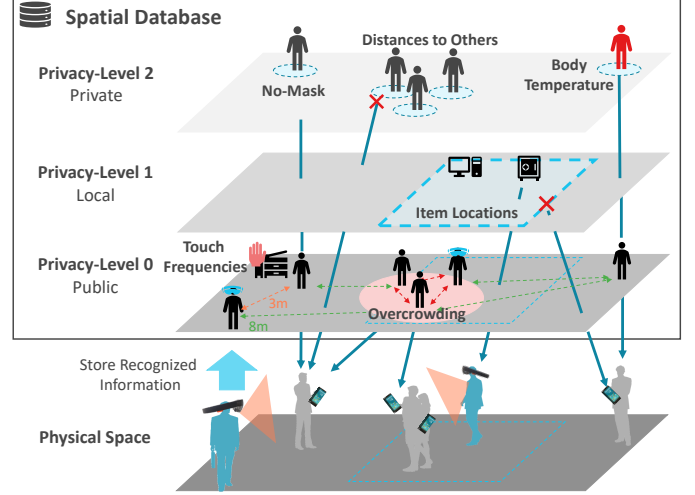 Spatial Database
Distances to Others
Privacy-Level 2
Private
No-Mask
Body
Temperature
Privacy-Level 1
Local
Item Locations
Touch
Frequencies
Privacy-Level 0
Public
3m
8m
Overcrowding
Store Recognized
Information
Physical Space